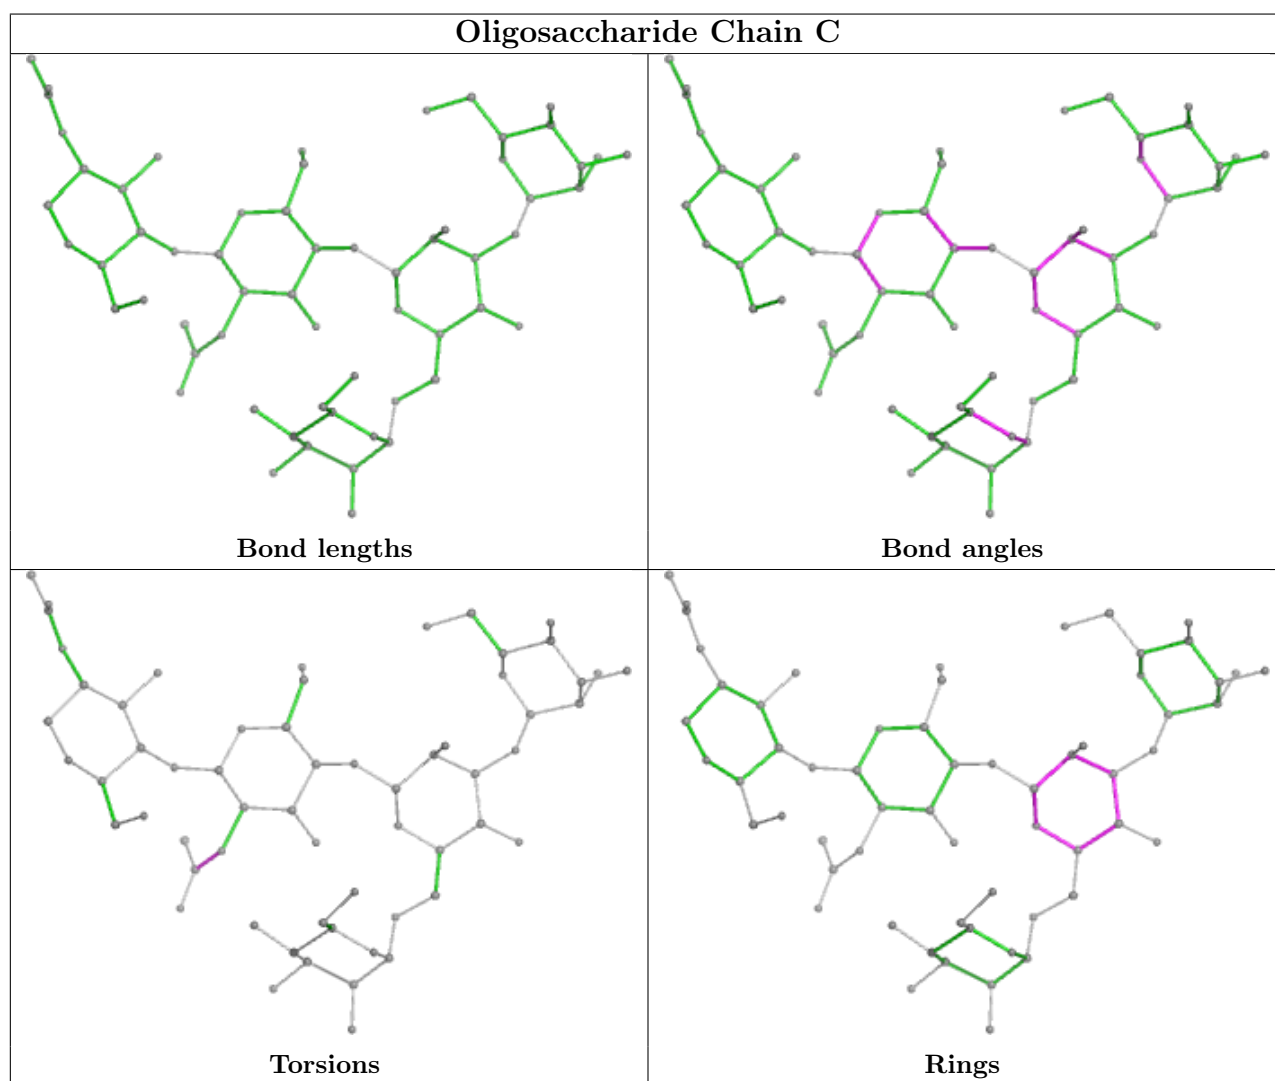 Oligosaccharide Chain C
Bond lengths
Bond angles
Torsions
Rings